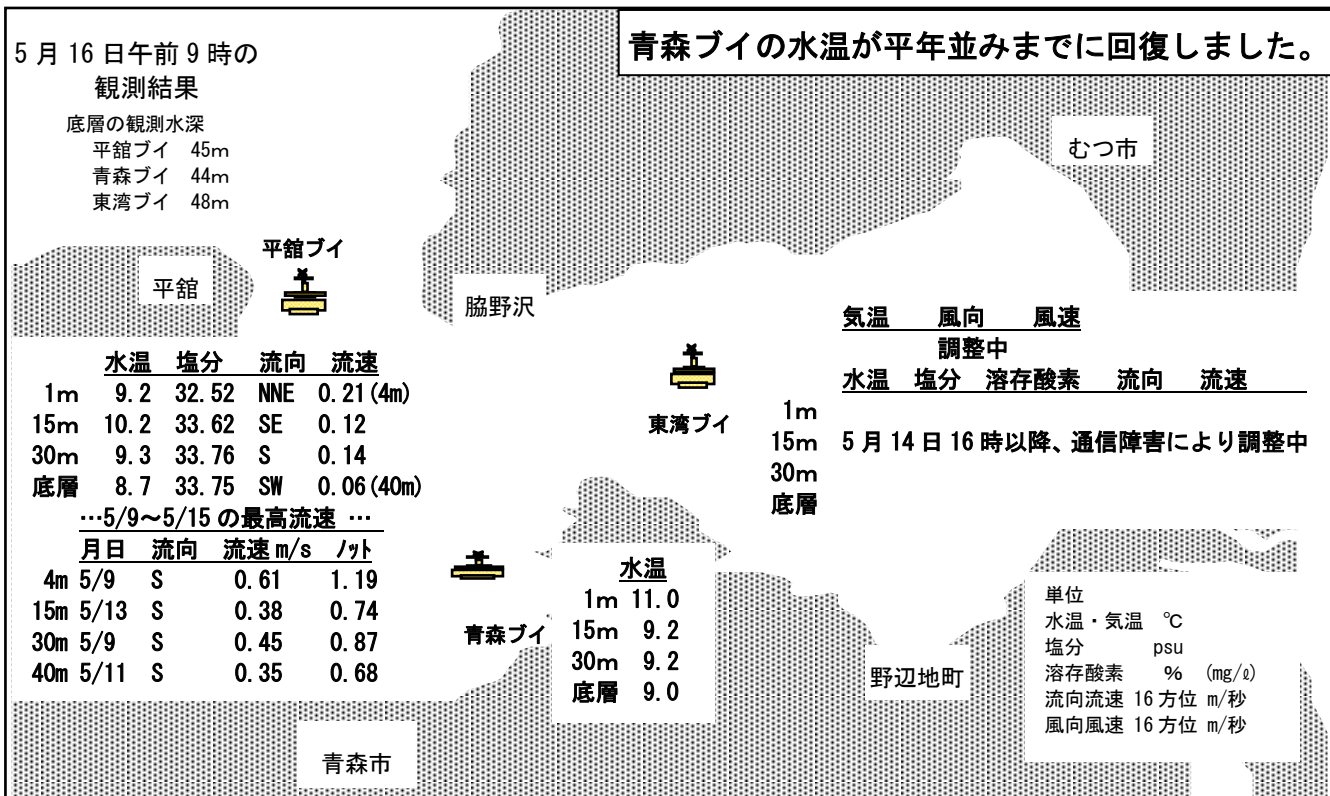 青森ブイの水温が平年並みまでに回復しました。
5月16日午前9時の
観測結果
底層の観測水深
平舘ブイ 45m
青森ブイ 44m
東湾ブイ 48m
むつ市
平舘ブイ
平舘
脇野沢
水温 塩分 流向 流速
1m 9.2 32.52 NNE 0.21(4m)
15m 10.2 33.62 SE 0.12
30m 9.3 33.76 S 0.14
底層 8.7 33.75 SW 0.06(40m)
…5/9~5/15の最高流速 …
月日 流向 流速m/s ノット
4m 5/9 S 0.61 1.19
15m 5/13 S 0.38 0.74
30m 5/9 S 0.45 0.87
40m 5/11 S 0.35 0.68
東湾ブイ
気温 風向 風速
調整中
水温 塩分 溶存酸素 流向 流速
1m
15m 5月14日16時以降、通信障害により調整中
30m
底層
青森ブイ
水温
1m 11.0
15m 9.2
30m 9.2
底層 9.0
野辺地町
青森市
単位
水温・気温 ℃
塩分 psu
溶存酸素 % (mg/ℓ)
流向流速 16方位 m/秒
風向風速 16方位 m/秒